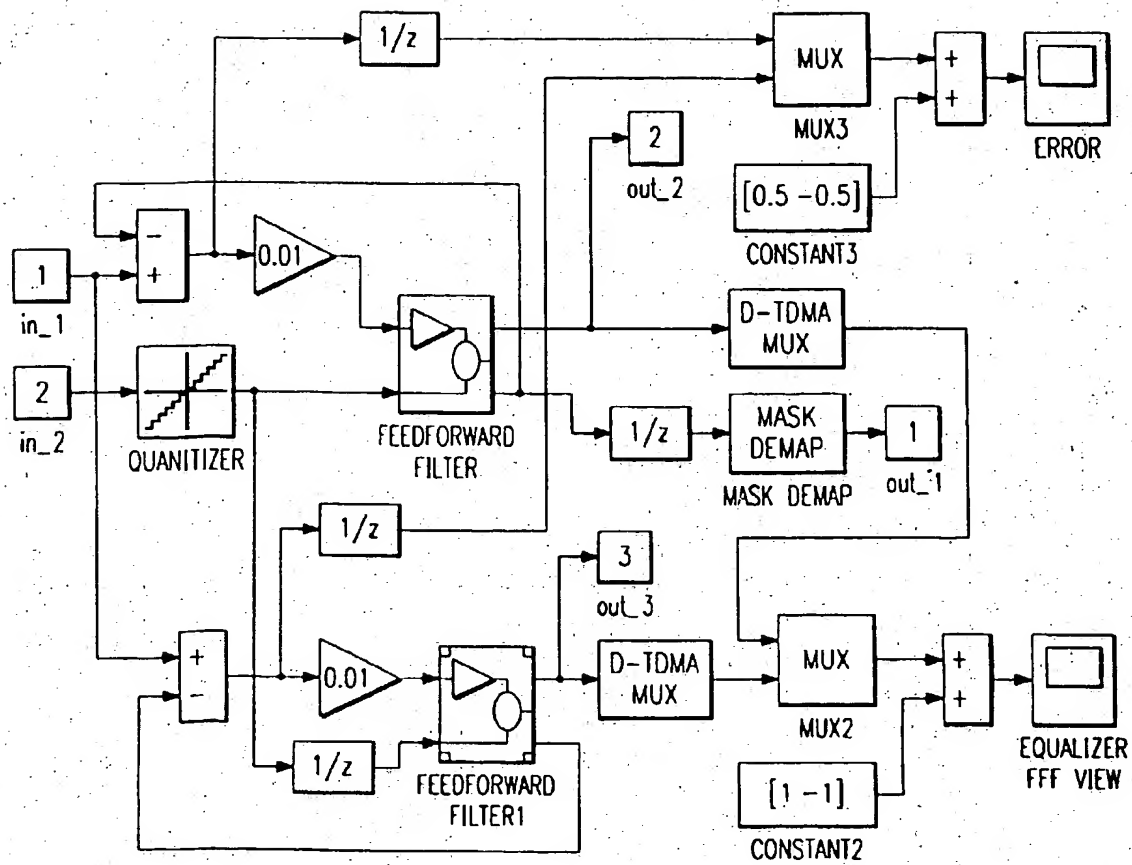 1/z
MUX
MUX3
+
+
ERROR
2
out_2
[0.5 -0.5]
CONSTANT3
-
+
0.01
1
in_1
D-TDMA
MUX
2
in_2
QUANITIZER
FEEDFORWARD
FILTER
1/z
MASK
DEMAP
MASK DEMAP
1
out_1
1/z
3
out_3
+
-
0.01
D-TDMA
MUX
MUX
MUX2
+
+
EQUALIZER
FFF VIEW
1/z
FEEDFORWARD
FILTER1
[1 -1]
CONSTANT2